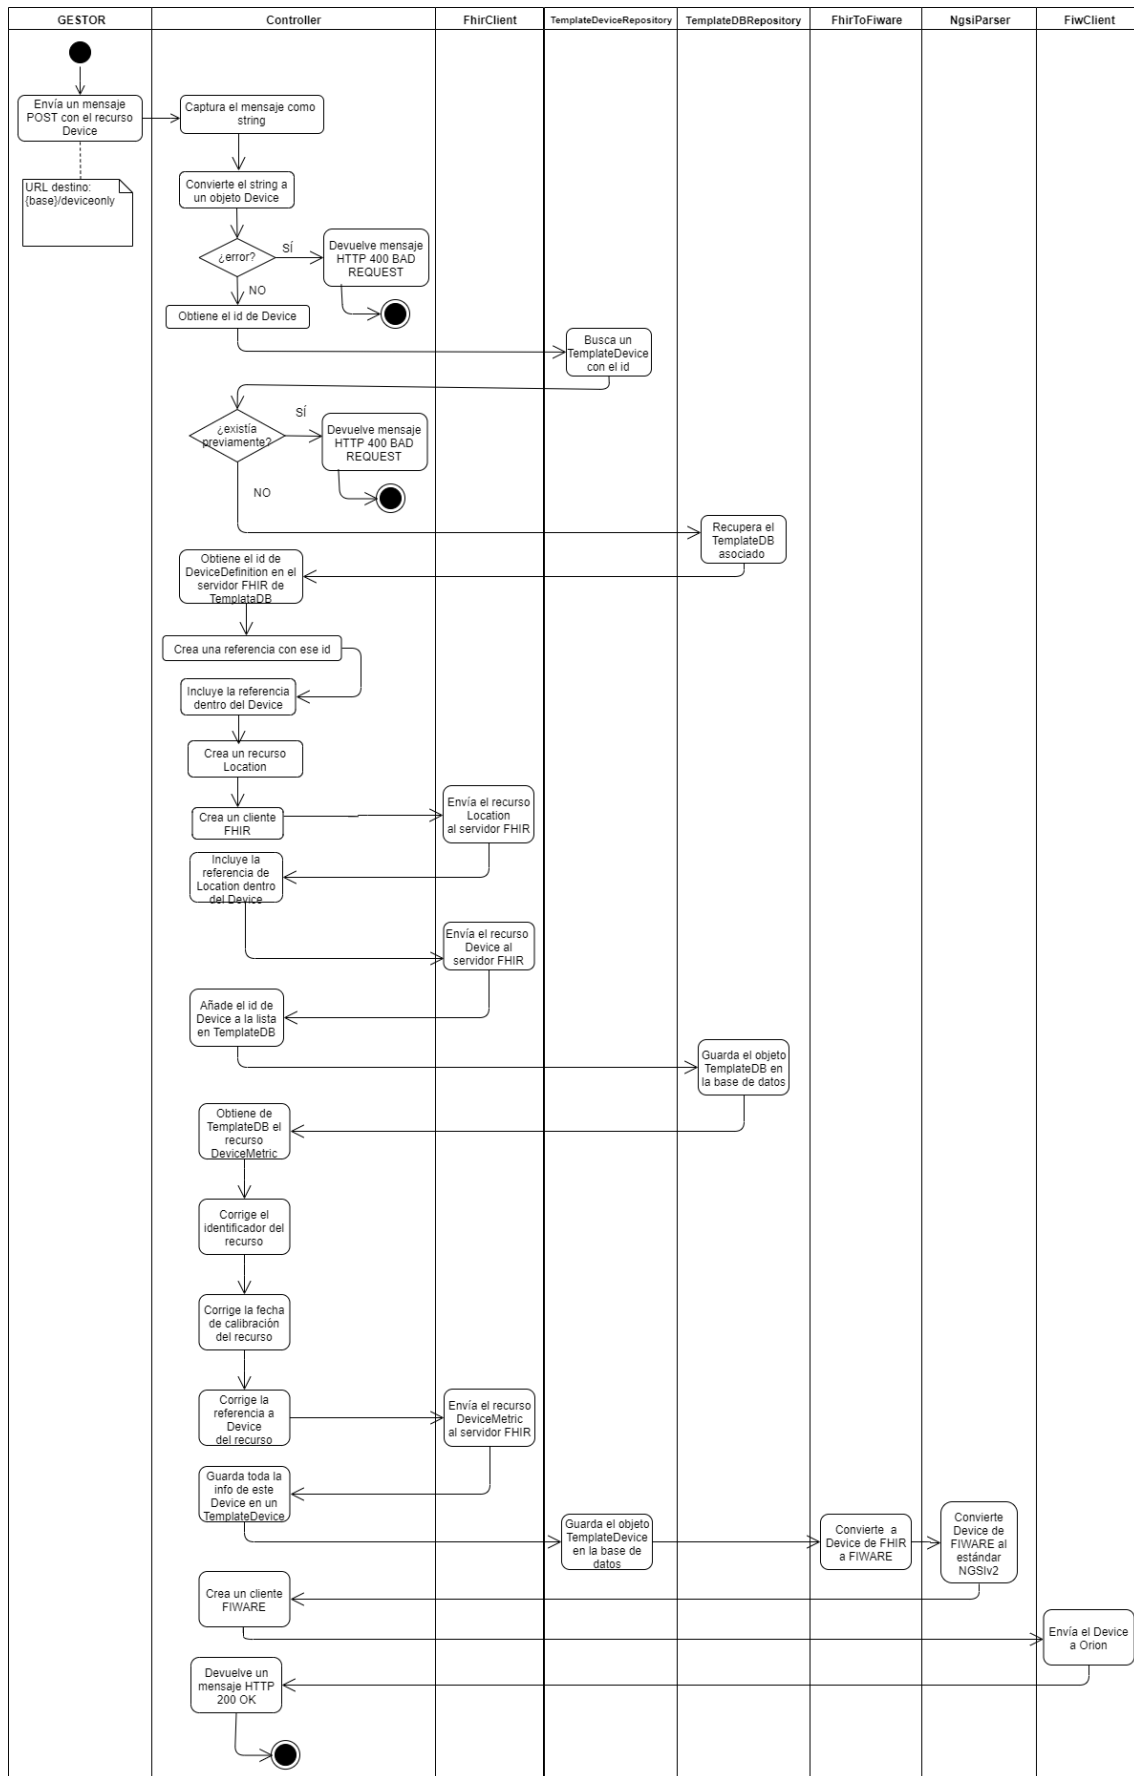 GESTOR
Controller
FhirClient
TemplateDeviceRepository
TemplateDBRepository
FhirToFiware
NgsiParser
FiwClient
Envía un mensaje
POST con el recurso
Device
Captura el mensaje como
string
URL destino:
{base}/deviceonly
Convierte el string a
un objeto Device
¿error?
SÍ
Devuelve mensaje
HTTP 400 BAD
REQUEST
NO
Obtiene el id de Device
Busca un
TemplateDevice
con el id
¿existía
previamente?
SÍ
Devuelve mensaje
HTTP 400 BAD
REQUEST
NO
Recupera el
TemplateDB
asociado
Obtiene el id de
DeviceDefinition en el
servidor FHIR de
TemplataDB
Crea una referencia con ese id
Incluye la referencia
dentro del Device
Crea un recurso
Location
Crea un cliente
FHIR
Envía el recurso
Location
al servidor FHIR
Incluye la
referencia de
Location dentro
del Device
Envía el recurso
Device al
servidor FHIR
Añade el id de
Device a la lista
en TemplateDB
Guarda el objeto
TemplateDB en
la base de datos
Obtiene de
TemplateDB el
recurso
DeviceMetric
Corrige el
identificador del
recurso
Corrige la fecha
de calibración
del recurso
Corrige la
referencia a
Device
del recurso
Envía el recurso
DeviceMetric
al servidor FHIR
Guarda toda la
info de este
Device en un
TemplateDevice
Guarda el objeto
TemplateDevice
en la base de
datos
Convierte a
Device de FHIR
a FIWARE
Convierte
Device de
FIWARE al
estándar
NGSIv2
Crea un cliente
FIWARE
Envía el Device
a Orion
Devuelve un
mensaje HTTP
200 OK